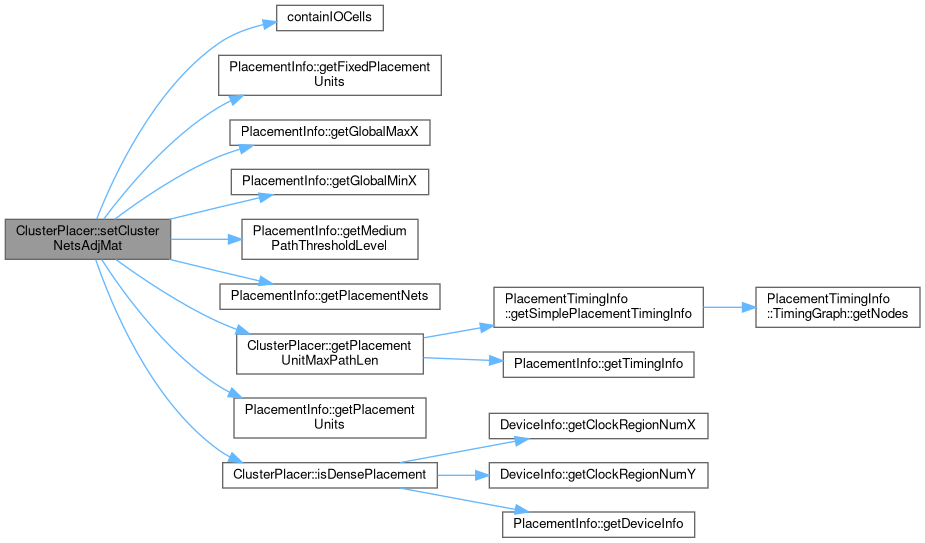 containIOCells
PlacementInfo::getFixedPlacement
Units
PlacementInfo::getGlobalMaxX
PlacementInfo::getGlobalMinX
ClusterPlacer::setCluster
NetsAdjMat
PlacementInfo::getMedium
PathThresholdLevel
PlacementInfo::getPlacementNets
PlacementTimingInfo
::getSimplePlacementTimingInfo
PlacementTimingInfo
::TimingGraph::getNodes
ClusterPlacer::getPlacement
UnitMaxPathLen
PlacementInfo::getTimingInfo
PlacementInfo::getPlacement
Units
DeviceInfo::getClockRegionNumX
ClusterPlacer::isDensePlacement
DeviceInfo::getClockRegionNumY
PlacementInfo::getDeviceInfo